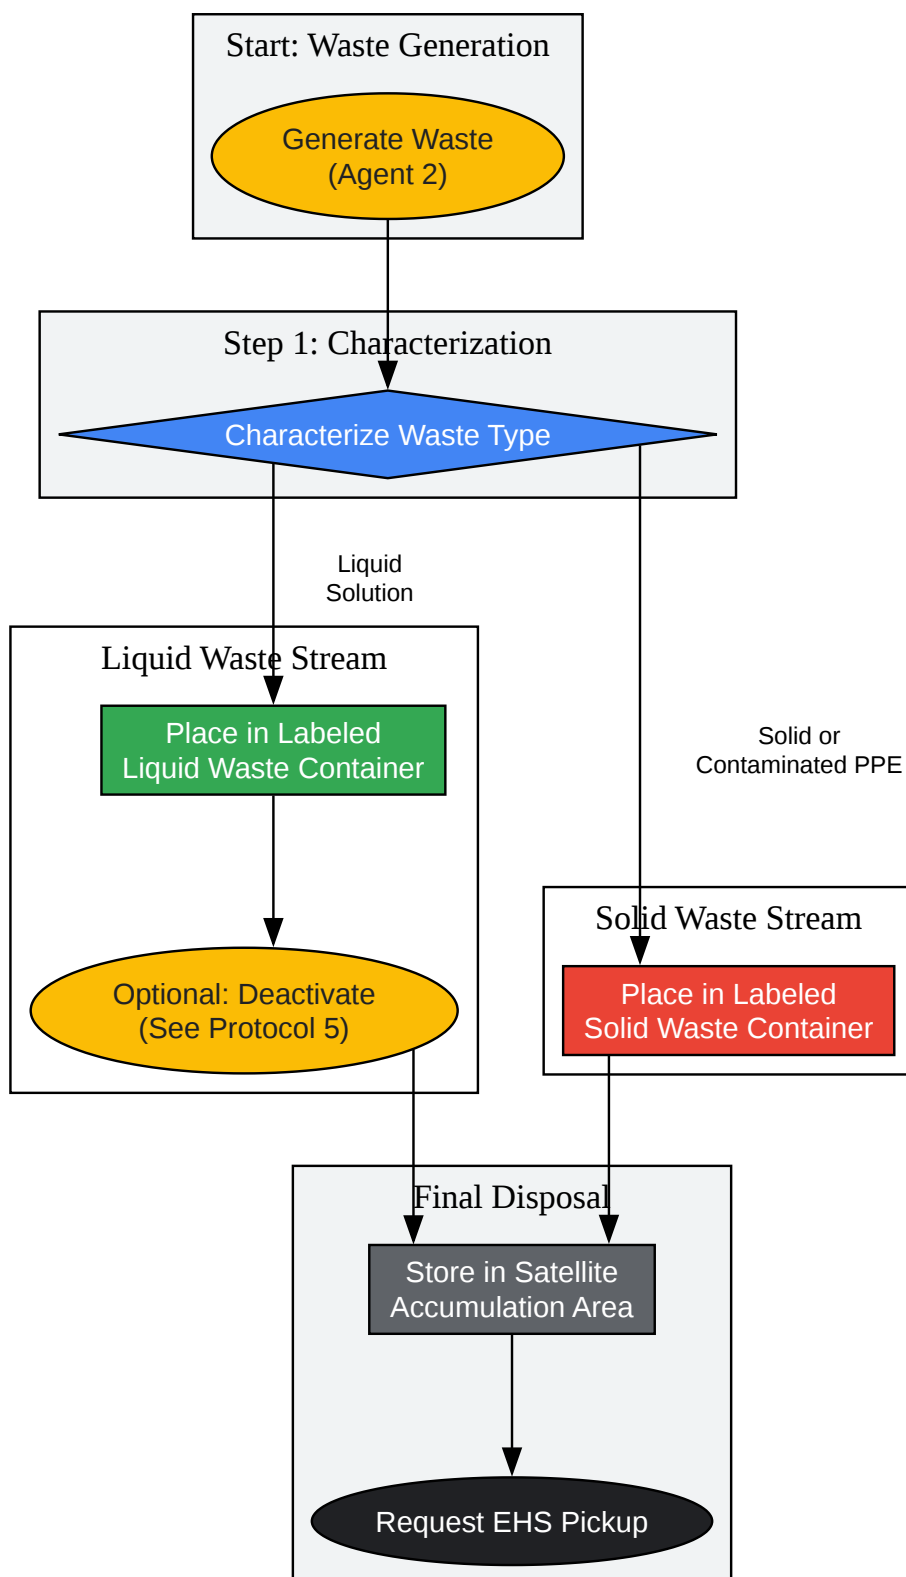 Start: Waste Generation
Generate Waste
(Agent 2)
Step 1: Characterization
Characterize Waste Type
Liquid
Solution
Liquid Waste Stream
Place in Labeled
Liquid Waste Container
Solid or
Contaminated PPE
Solid Waste Stream
Optional: Deactivate
(See Protocol 5)
Place in Labeled
Solid Waste Container
Final Disposal
Store in Satellite
Accumulation Area
Request EHS Pickup